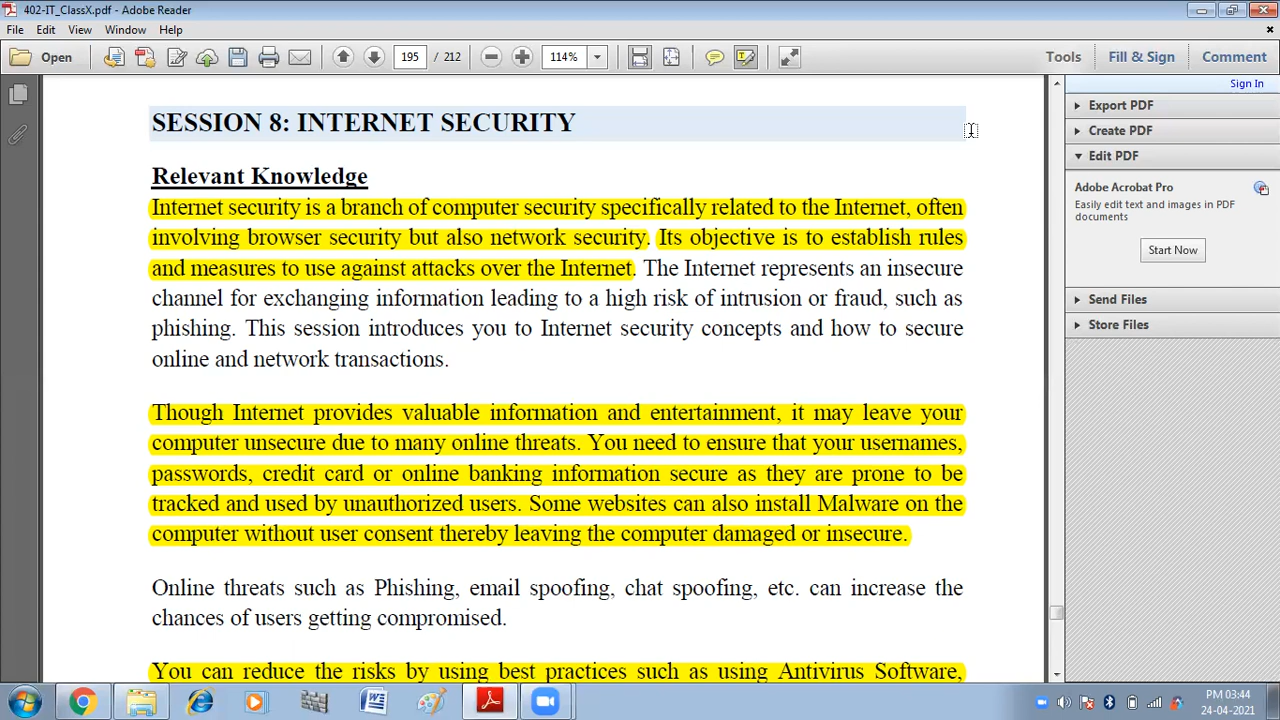 402-IT_ClassX.pdf - Adobe Reader
File Edit View Window Help
Open 195 / 212 114% Tools Fill & Sign Comment
Sign In
SESSION 8: INTERNET SECURITY
Relevant Knowledge
Internet security is a branch of computer security specifically related to the Internet, often
involving browser security but also network security. Its objective is to establish rules
and measures to use against attacks over the Internet. The Internet represents an insecure
channel for exchanging information leading to a high risk of intrusion or fraud, such as
phishing. This session introduces you to Internet security concepts and how to secure
online and network transactions.
Though Internet provides valuable information and entertainment, it may leave your
computer unsecure due to many online threats. You need to ensure that your usernames,
passwords, credit card or online banking information secure as they are prone to be
tracked and used by unauthorized users. Some websites can also install Malware on the
computer without user consent thereby leaving the computer damaged or insecure.
Online threats such as Phishing, email spoofing, chat spoofing, etc. can increase the
chances of users getting compromised.
You can reduce the risks by using best practices such as using Antivirus Software,
Export PDF
Create PDF
Edit PDF
Adobe Acrobat Pro
Easily edit text and images in PDF
documents
Start Now
Send Files
Store Files
PM 03:44
24-04-2021